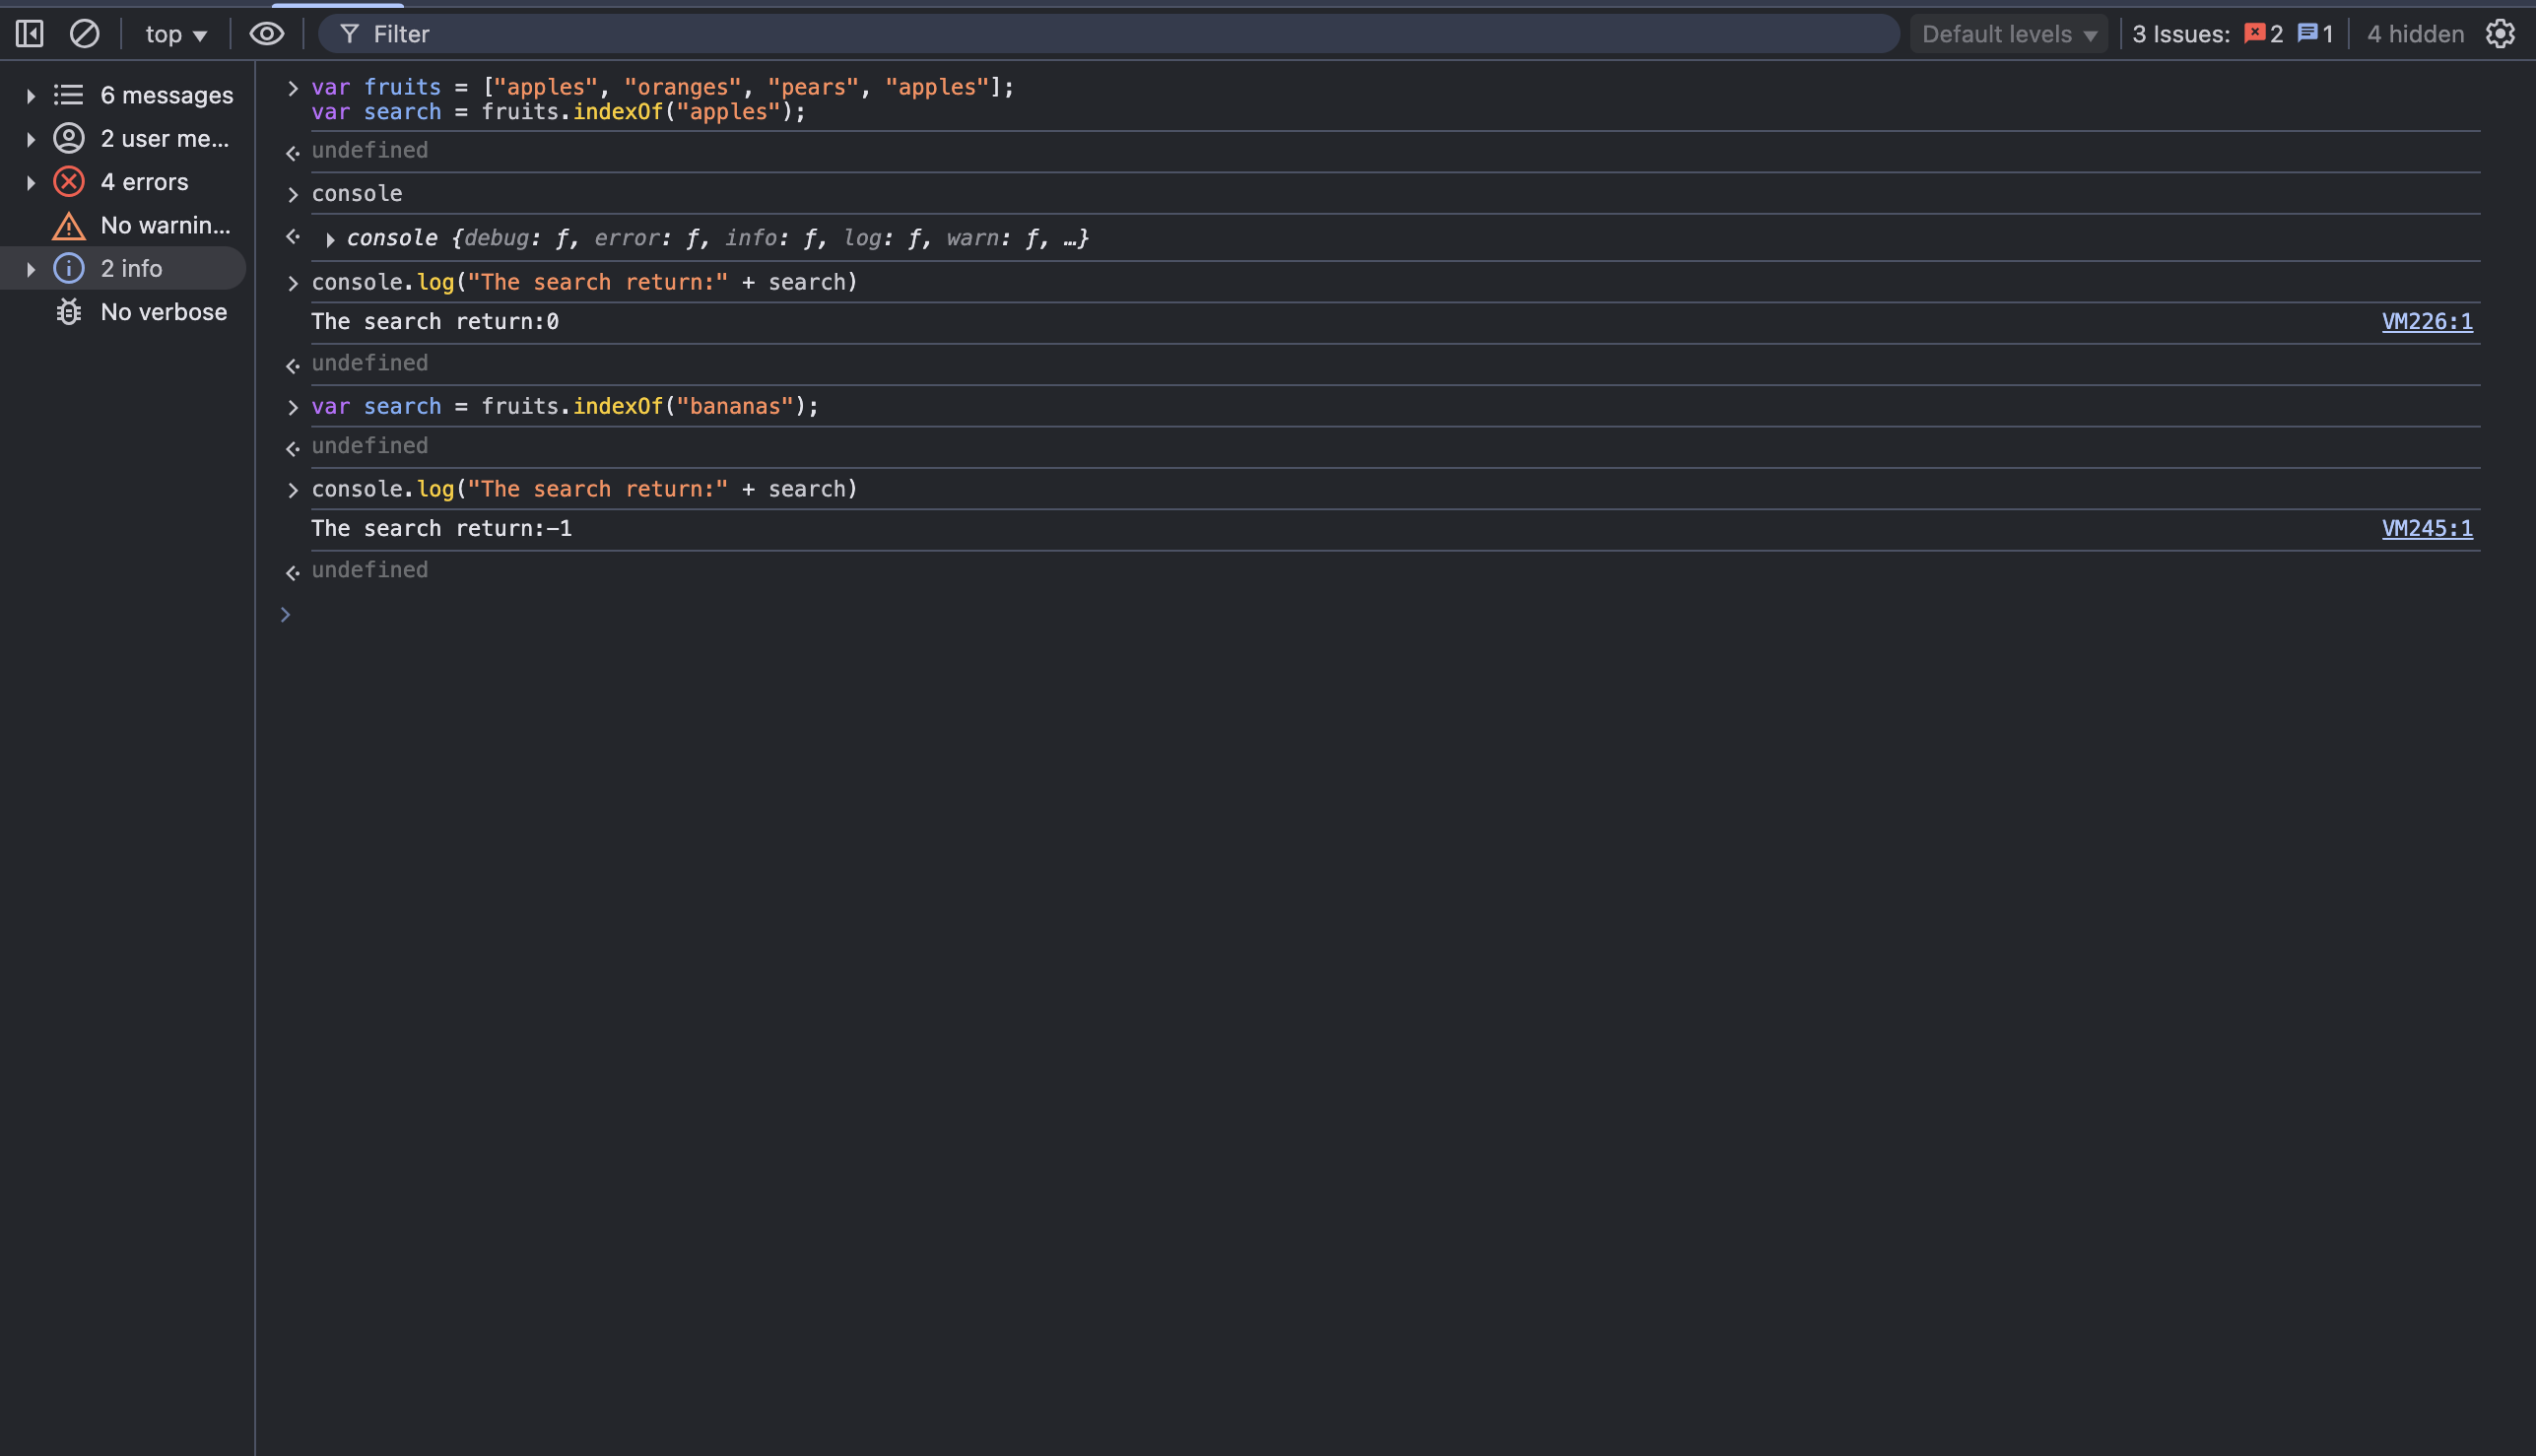 top Filter Default levels 3 Issues: 2 1 4 hidden
6 messages
2 user me...
4 errors
No warnin...
2 info
No verbose
var fruits = ["apples", "oranges", "pears", "apples"];
var search = fruits.indexOf("apples");
undefined
console
console {debug: ƒ, error: ƒ, info: ƒ, log: ƒ, warn: ƒ, …}
console.log("The search return:" + search)
The search return:0 VM226:1
undefined
var search = fruits.indexOf("bananas");
undefined
console.log("The search return:" + search)
The search return:-1 VM245:1
undefined